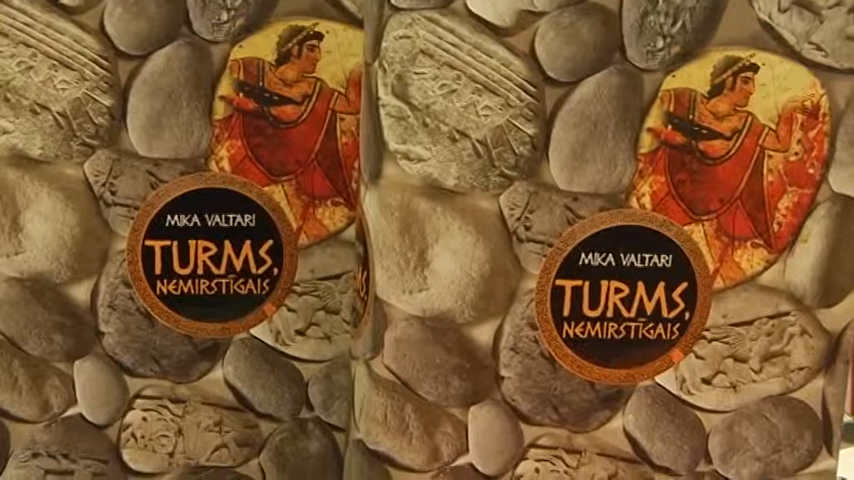 MIKA VALTARI
TURMS,
NEMIRSTĪGAIS
MIKA VALTARI
TURMS,
NEMIRSTĪGAIS